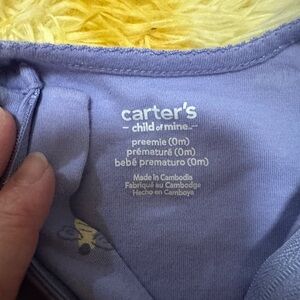 carter's
child of mine
preemie (0m)
prématuré (0m)
bebé prematuro (0m)
Made in Cambodia
Fabriqué au Cambodge
Hecho en Camboya